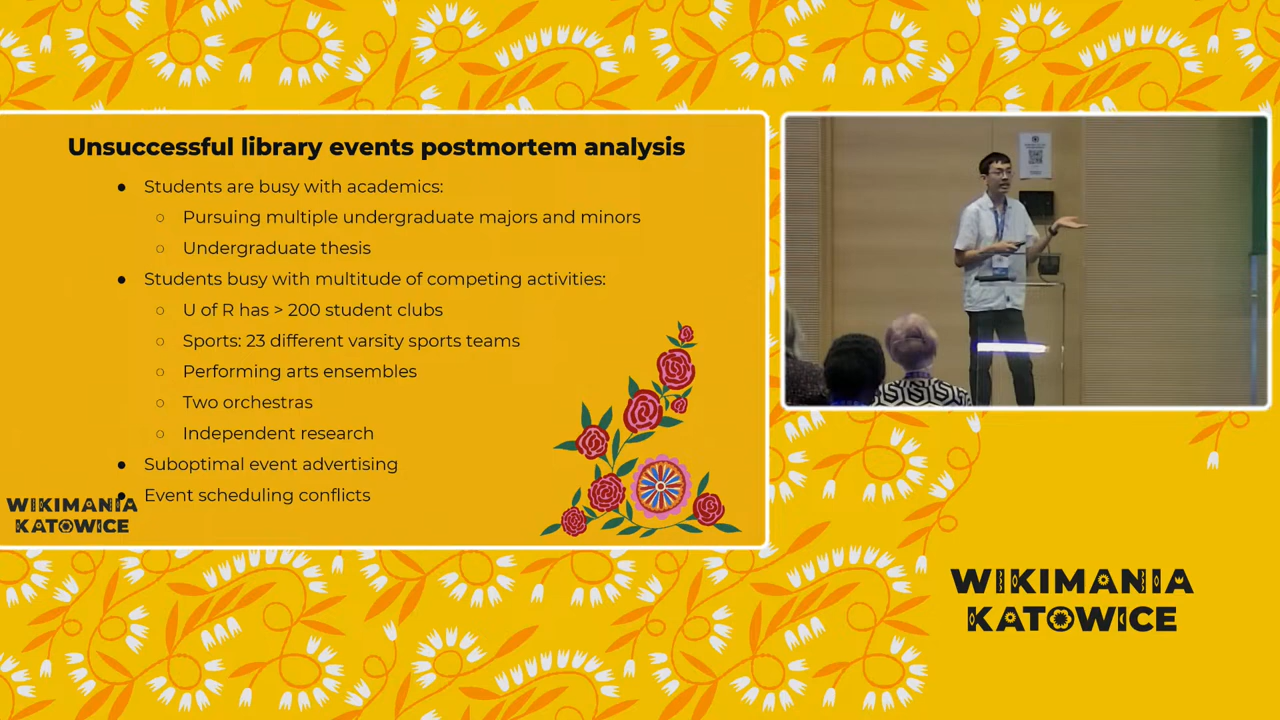 Unsuccessful library events postmortem analysis
● Students are busy with academics:
○ Pursuing multiple undergraduate majors and minors
○ Undergraduate thesis
● Students busy with multitude of competing activities:
○ U of R has > 200 student clubs
○ Sports: 23 different varsity sports teams
○ Performing arts ensembles
○ Two orchestras
○ Independent research
● Suboptimal event advertising
● Event scheduling conflicts
WIKIMANIA
KATOWICE
WIKIMANIA
KATOWICE